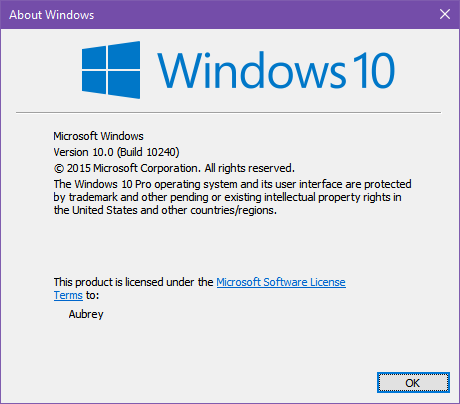 About Windows
Windows 10
Microsoft Windows
Version 10.0 (Build 10240)
© 2015 Microsoft Corporation. All rights reserved.
The Windows 10 Pro operating system and its user interface are protected
by trademark and other pending or existing intellectual property rights in
the United States and other countries/regions.
This product is licensed under the Microsoft Software License
Terms to:
Aubrey
OK